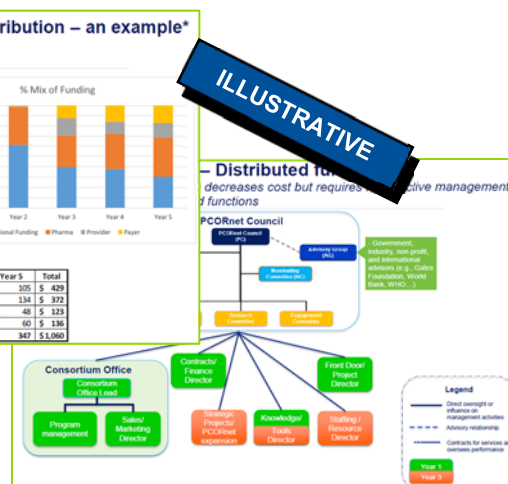 ribution – an example*
% Mix of Funding
Year 2 Year 3 Year 4 Year 5
ional Funding Pharma Provider Payer
Year 5 Total
105 $ 429
134 $ 372
48 $ 123
60 $ 136
347 $1,060
ILLUSTRATIVE
– Distributed fu
decreases cost but requires
ctive management
d functions
PCORnet Council
PCORnet Council
(PC)
Advisory Group
(AG)
Nominating
Committee (NC)
Research
Committee
Engagement
Committee
- Government,
industry, non-profit,
and international
advisors (e.g., Gates
Foundation, World
Bank, WHO…)
Consortium Office
Consortium
Office Lead
Program
management
Sales/
Marketing
Director
Contracts/
Finance
Director
Front Door/
Project
Director
Strategic
Projects/
PCORnet
expansion
Knowledge/
Tools
Director
Staffing /
Resource
Director
Legend
Direct oversight or
influence on
management activities
Advisory relationship
Contracts for services a
oversees performance
Year 1
Year 3